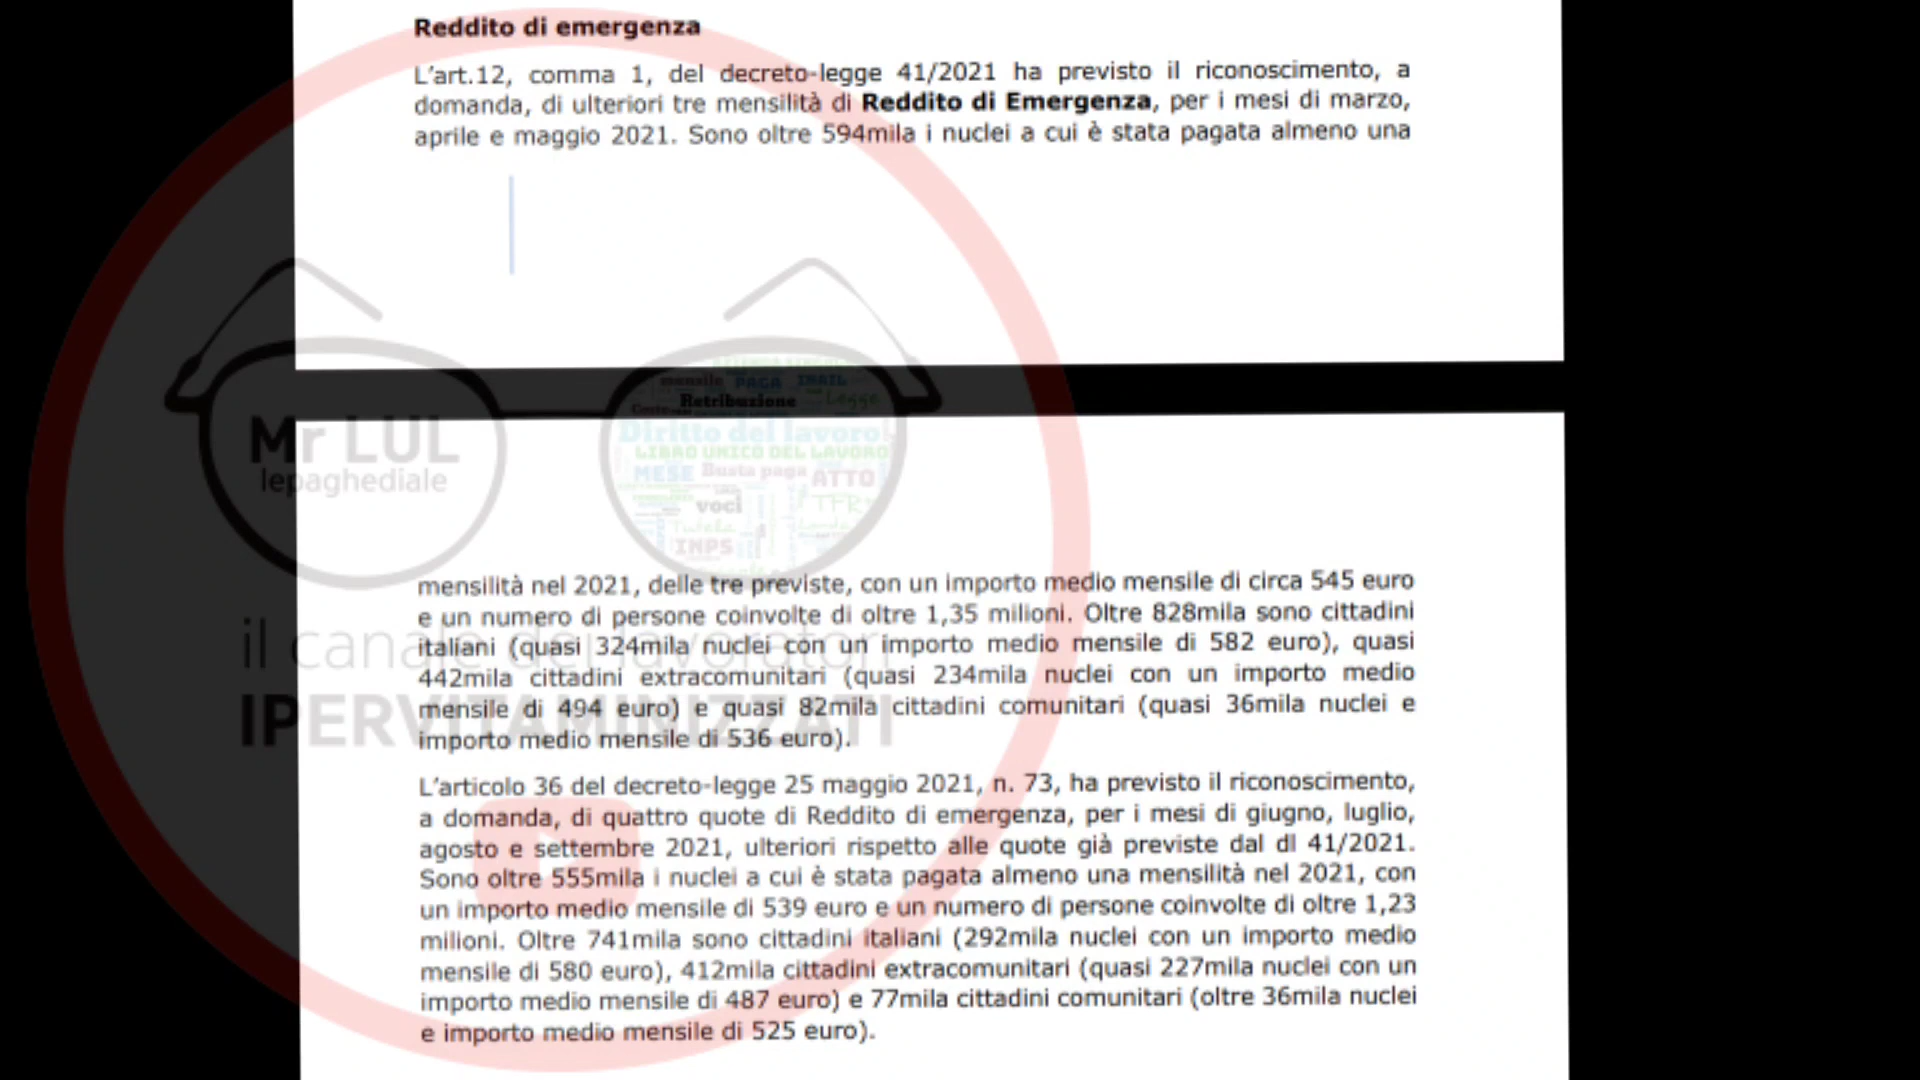 Reddito di emergenza
L'art.12, comma 1, del decreto-legge 41/2021 ha previsto il riconoscimento, a
domanda, di ulteriori tre mensilità di Reddito di Emergenza, per i mesi di marzo,
aprile e maggio 2021. Sono oltre 594mila i nuclei a cui è stata pagata almeno una
mensile PAGA INAIL
Retribuzione Legge
Mr LUL
lepaghediale
Diritto del lavoro
LIBRO UNICO DEL LAVORO
MESE Busta paga ATTO
voci TFR
Tutela
INPS
mensilità nel 2021, delle tre previste, con un importo medio mensile di circa 545 euro
e un numero di persone coinvolte di oltre 1,35 milioni. Oltre 828mila sono cittadini
italiani (quasi 324mila nuclei con un importo medio mensile di 582 euro), quasi
442mila cittadini extracomunitari (quasi 234mila nuclei con un importo medio
mensile di 494 euro) e quasi 82mila cittadini comunitari (quasi 36mila nuclei e
importo medio mensile di 536 euro).
il canale dei lavoratori
IPERVITAMINIZZATI
L'articolo 36 del decreto-legge 25 maggio 2021, n. 73, ha previsto il riconoscimento,
a domanda, di quattro quote di Reddito di emergenza, per i mesi di giugno, luglio,
agosto e settembre 2021, ulteriori rispetto alle quote già previste dal dl 41/2021.
Sono oltre 555mila i nuclei a cui è stata pagata almeno una mensilità nel 2021, con
un importo medio mensile di 539 euro e un numero di persone coinvolte di oltre 1,23
milioni. Oltre 741mila sono cittadini italiani (292mila nuclei con un importo medio
mensile di 580 euro), 412mila cittadini extracomunitari (quasi 227mila nuclei con un
importo medio mensile di 487 euro) e 77mila cittadini comunitari (oltre 36mila nuclei
e importo medio mensile di 525 euro).